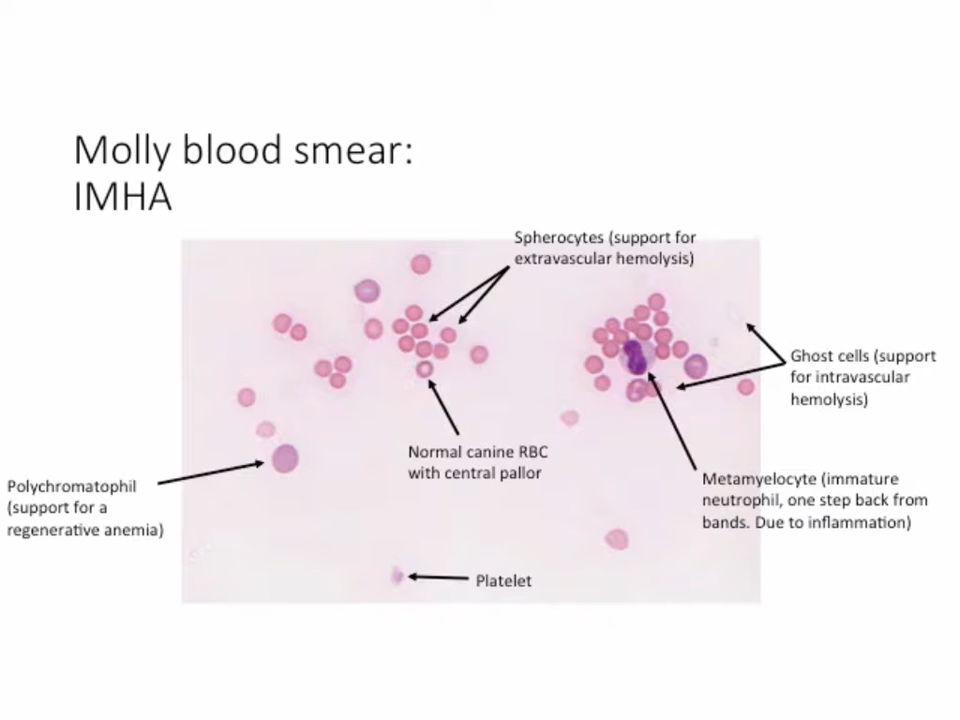 Molly blood smear:
IMHA
Spherocytes (support for
extravascular hemolysis)
Ghost cells (support
for intravascular
hemolysis)
Normal canine RBC
with central pallor
Metamyelocyte (immature
neutrophil, one step back from
bands. Due to inflammation)
Polychromatophil
(support for a
regenerative anemia)
Platelet